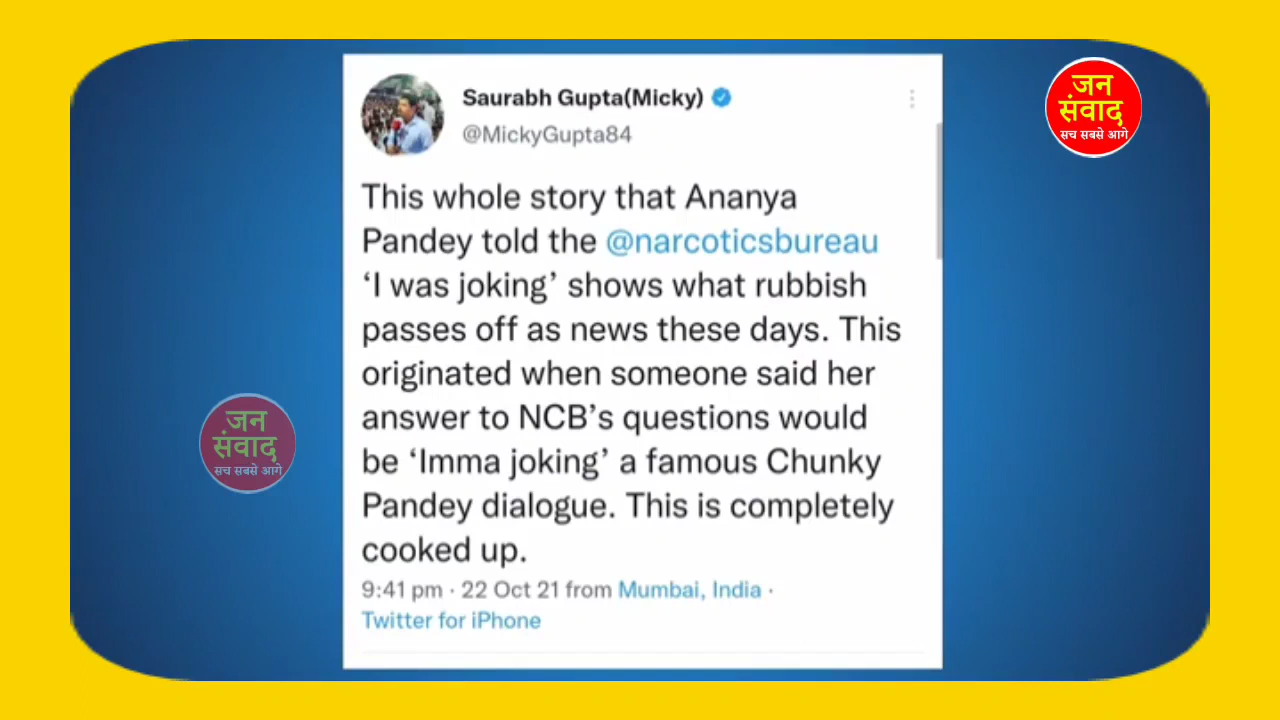 Saurabh Gupta(Micky)
@MickyGupta84
This whole story that Ananya
Pandey told the @narcoticsbureau
‘I was joking’ shows what rubbish
passes off as news these days. This
originated when someone said her
answer to NCB’s questions would
be ‘Imma joking’ a famous Chunky
Pandey dialogue. This is completely
cooked up.
9:41 pm · 22 Oct 21 from Mumbai, India ·
Twitter for iPhone
जन
संवाद
सच सबसे आगे
जन
संवाद
सच सबसे आगे